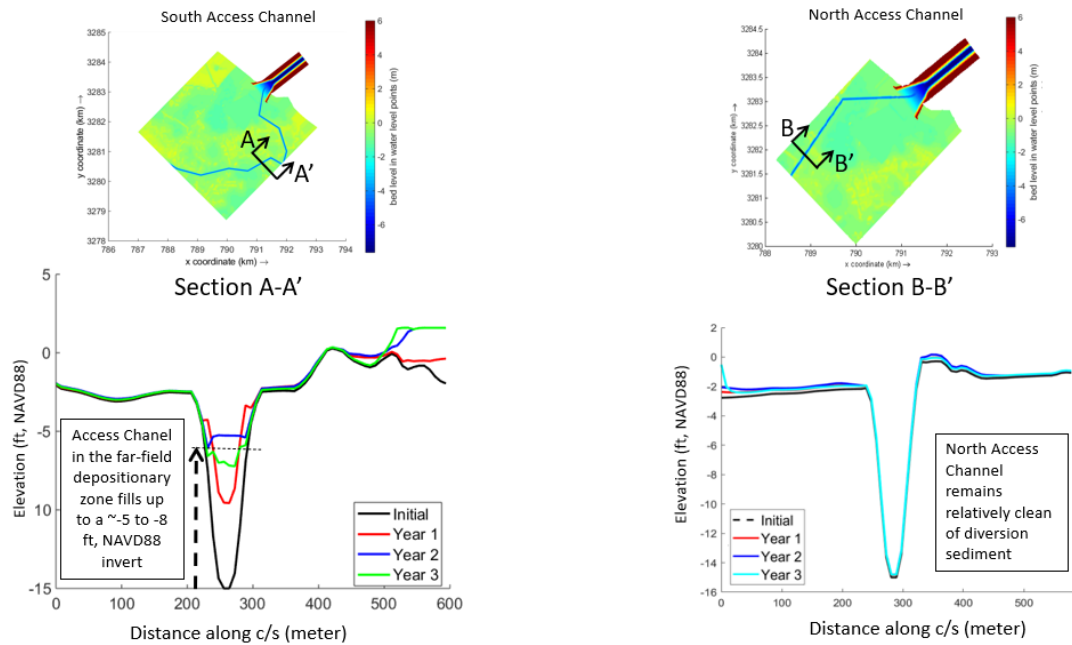 South Access Channel
3285
3284
3283
3282
3281
3280
3279
3278
y coordinate (km) →
786
787
788
789
790
791
792
793
794
x coordinate (km) →
A
A'
6
4
2
0
-2
-4
-6
bed level in water level points (m)
North Access Channel
3284.5
3284
3283.5
3283
3282.5
3282
3281.5
3281
3280.5
3280
y coordinate (km) →
787
788
789
790
791
792
793
x coordinate (km) →
B
B'
6
4
2
0
-2
-4
-6
bed level in water level points (m)
Section A-A'
5
0
-5
-10
-15
Elevation (ft, NAVD88)
Access Chanel
in the far-field
depositionary
zone fills up
to a ~-5 to -8
ft, NAVD88
invert
Initial
Year 1
Year 2
Year 3
0
100
200
300
400
500
600
Distance along c/s (meter)
Section B-B'
2
0
-2
-4
-6
-8
-10
-12
-14
-16
Elevation (ft, NAVD88)
North Access
Channel
remains
relatively clean
of diversion
sediment
Initial
Year 1
Year 2
Year 3
0
100
200
300
400
500
Distance along c/s (meter)